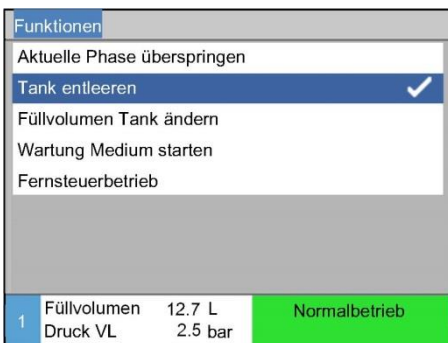 Funktionen
Aktuelle Phase überspringen
Tank entleeren
Füllvolumen Tank ändern
Wartung Medium starten
Fernsteuerbetrieb
1
Füllvolumen 12.7 L
Druck VL 2.5 bar
Normalbetrieb